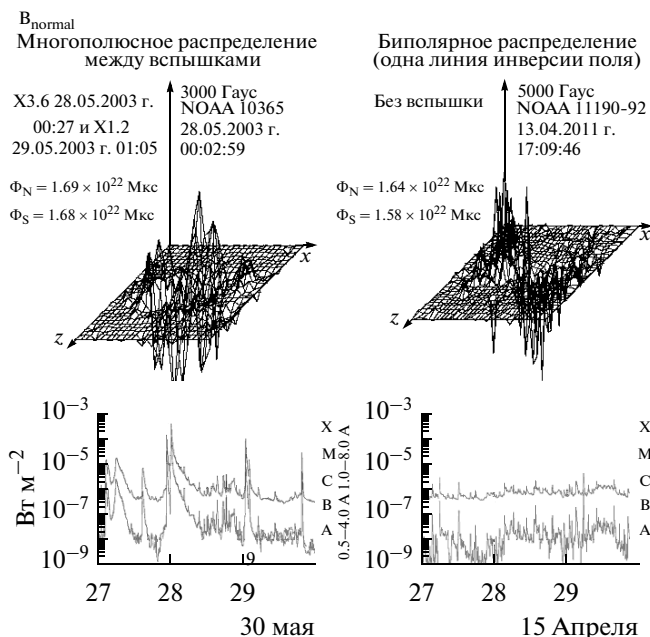 B_normal
Многополюсное распределение
между вспышками
X3.6 28.05.2003 г.
00:27 и X1.2
29.05.2003 г. 01:05
3000 Гаус
NOAA 10365
28.05.2003 г.
00:02:59
Φ_N = 1.69 × 10^22 Мкс
Φ_S = 1.68 × 10^22 Мкс
x
z
Биполярное распределение
(одна линия инверсии поля)
Без вспышки
5000 Гаус
NOAA 11190-92
13.04.2011 г.
17:09:46
Φ_N = 1.64 × 10^22 Мкс
Φ_S = 1.58 × 10^22 Мкс
x
z
Вт м^−2
10^−3
10^−5
10^−7
10^−9
X
M
C
B
A
0.5–4.0 A 1.0–8.0 A
9
27 28 29
30 мая
10^−3
10^−5
10^−7
10^−9
X
M
C
B
A
27 28 29
15 Апреля